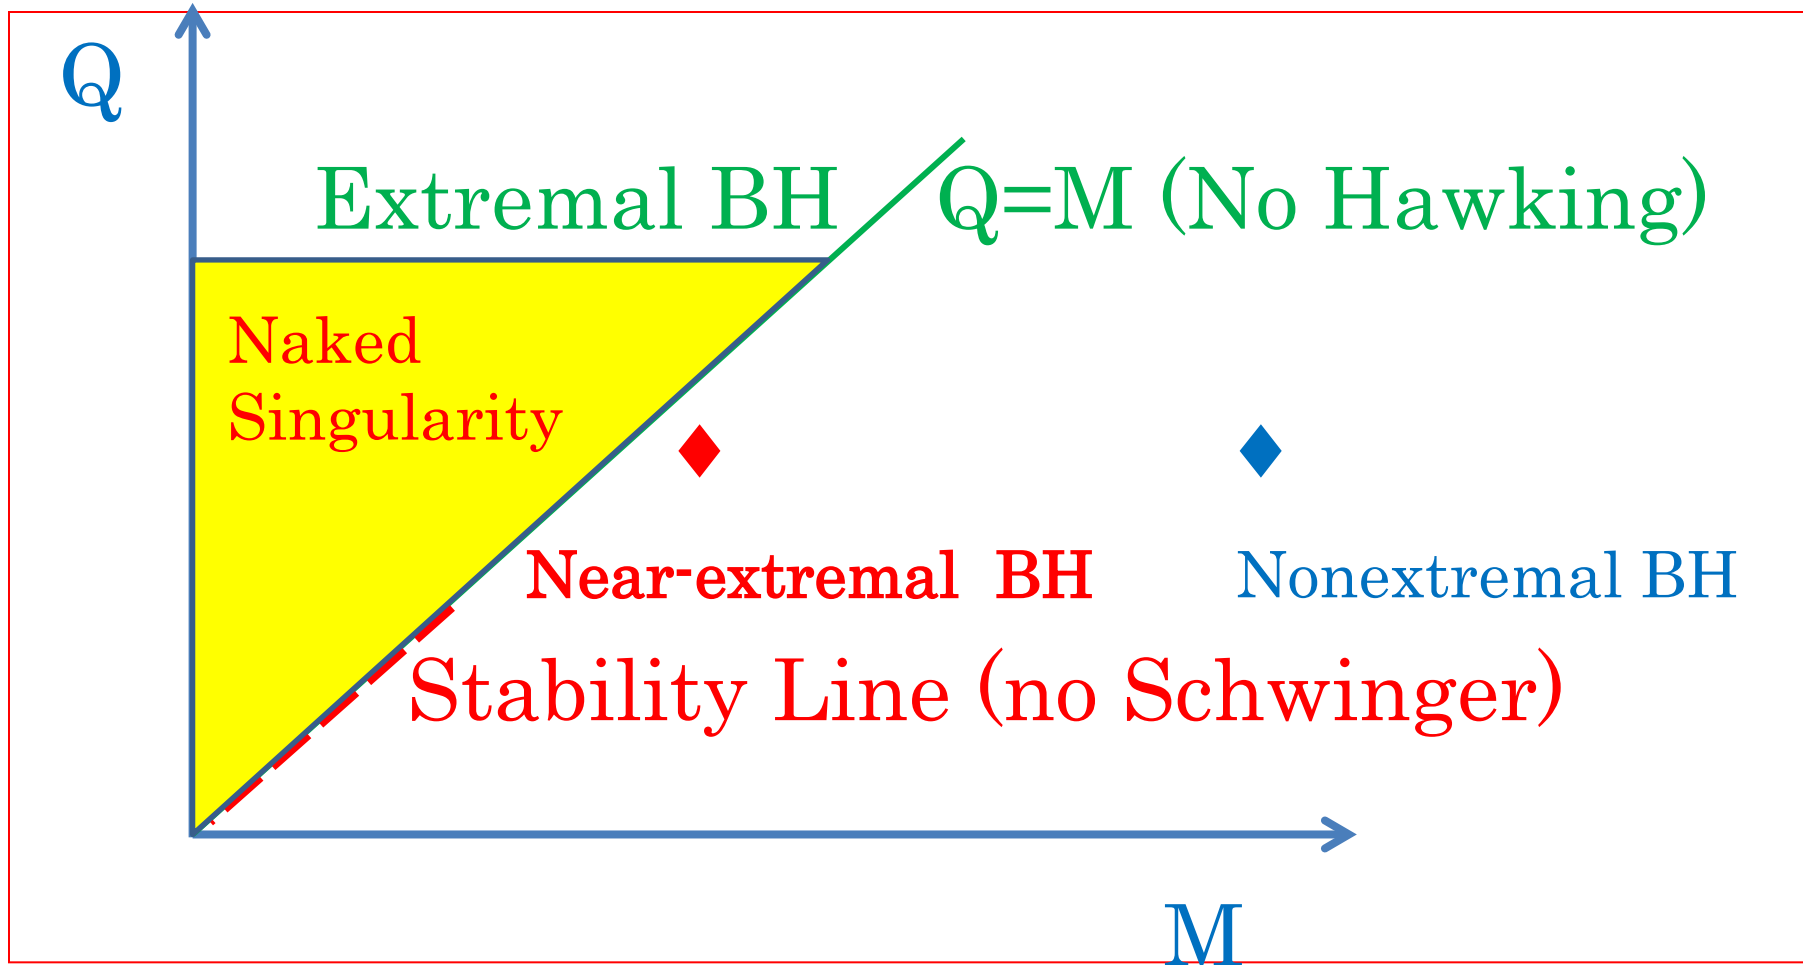 Q
Extremal BH Q=M (No Hawking)
Naked
Singularity
Near-extremal BH
Nonextremal BH
Stability Line (no Schwinger)
M